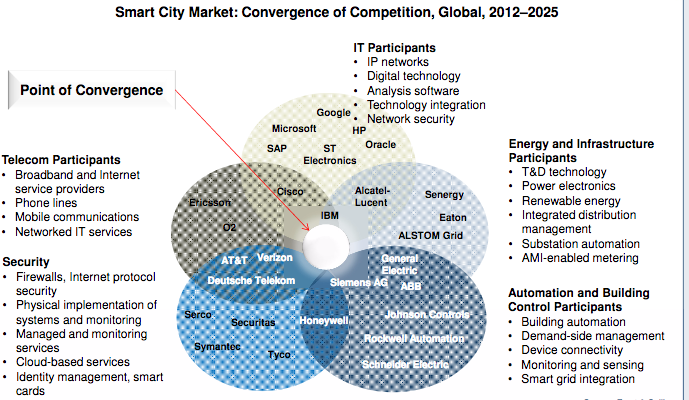 Smart City Market: Convergence of Competition, Global, 2012–2025
Point of Convergence
IT Participants
• IP networks
• Digital technology
• Analysis software
• Technology integration
• Network security
Telecom Participants
• Broadband and Internet
service providers
• Phone lines
• Mobile communications
• Networked IT services
Security
• Firewalls, Internet protocol
security
• Physical implementation of
systems and monitoring
• Managed and monitoring
services
• Cloud-based services
• Identity management, smart
cards
Google
Microsoft
HP
SAP
ST
Electronics
Oracle
Cisco
Alcatel-
Lucent
IBM
Ericsson
O2
Senergy
Eaton
ALSTOM Grid
AT&T
Verizon
Deutsche Telekom
General
Electric
Siemens AG
ABB
Serco
Securitas
Honeywell
Symantec
Tyco
Johnson Controls
Rockwell Automation
Schneider Electric
Energy and Infrastructure
Participants
• T&D technology
• Power electronics
• Renewable energy
• Integrated distribution
management
• Substation automation
• AMI-enabled metering
Automation and Building
Control Participants
• Building automation
• Demand-side management
• Device connectivity
• Monitoring and sensing
• Smart grid integration